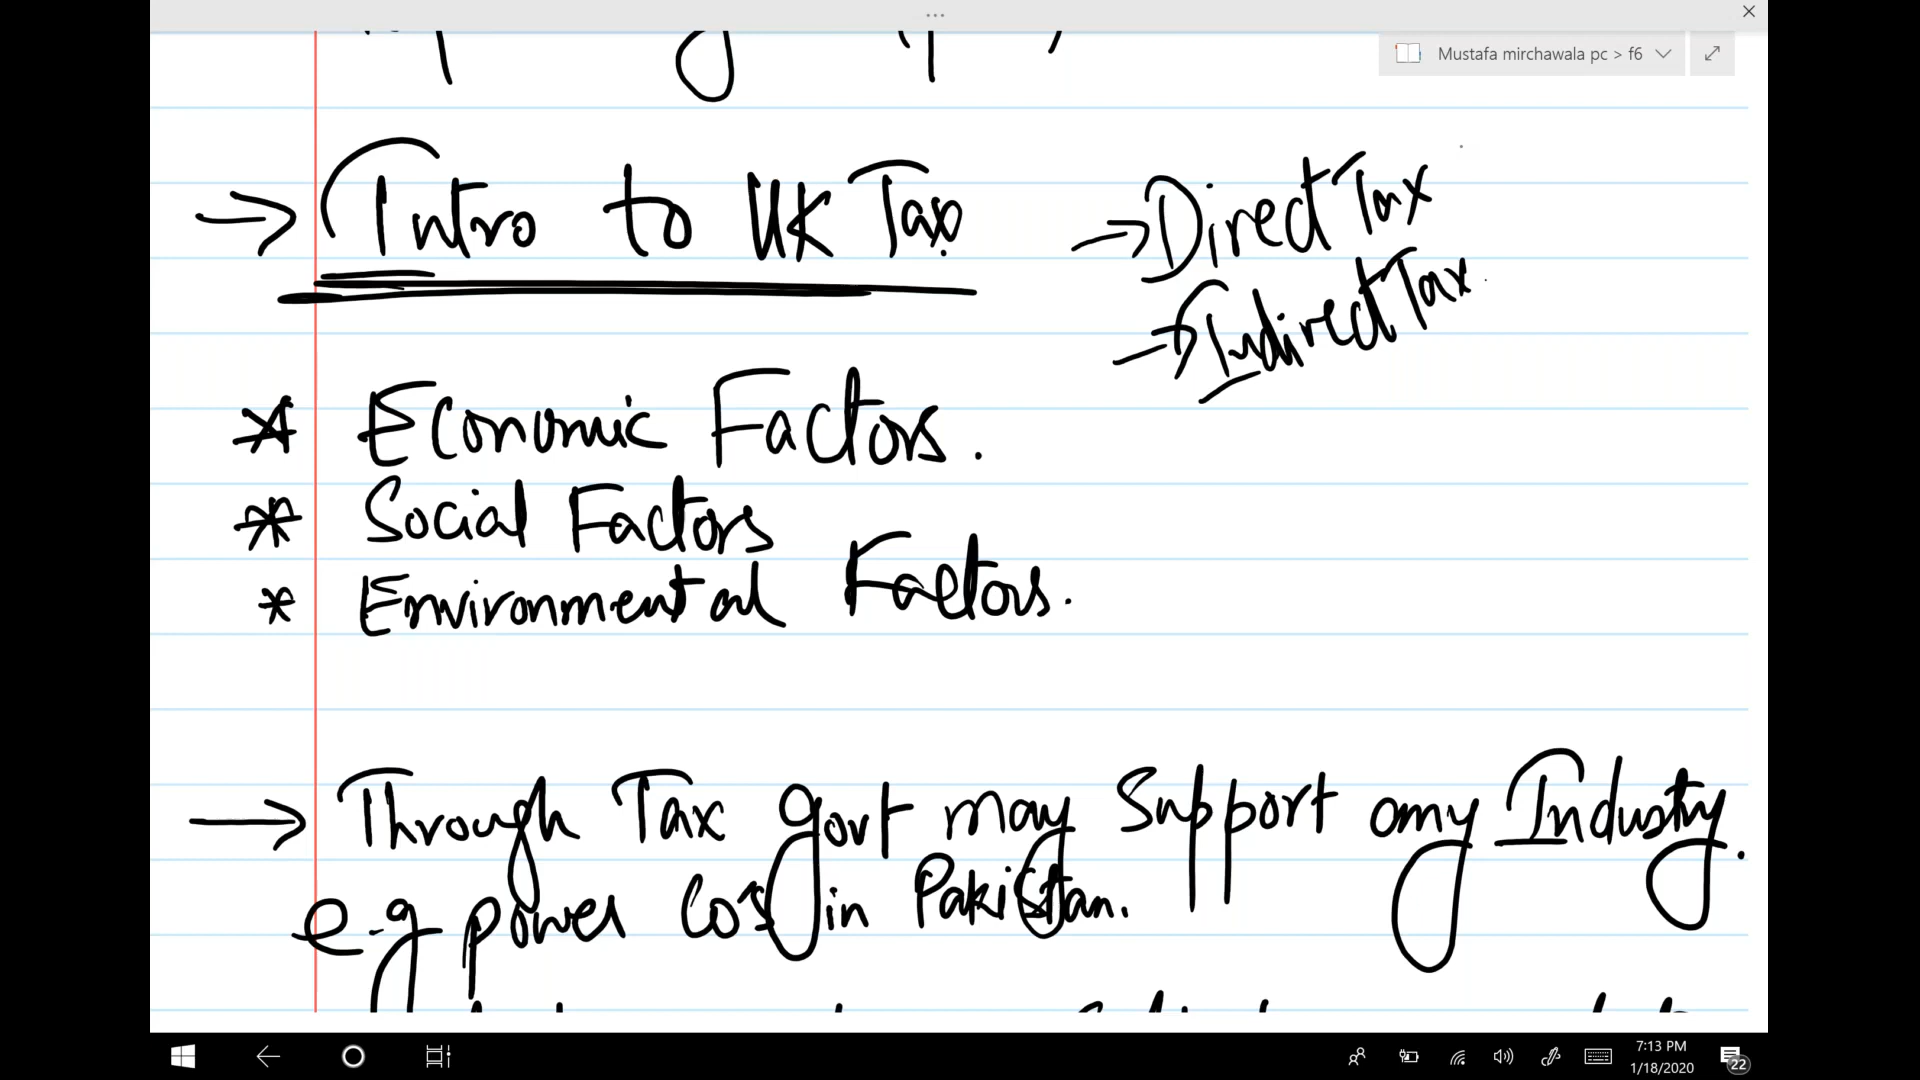 ...
Mustafa mirchawala pc > f6
→ Intro to UK Tax
→ Direct Tax
→ Indirect Tax
* Economic Factors.
* Social Factors
* Environmental Factors.
→ Through Tax govt may Support any Industry.
e.g power Cos in Pakistan.
7:13 PM
1/18/2020
22